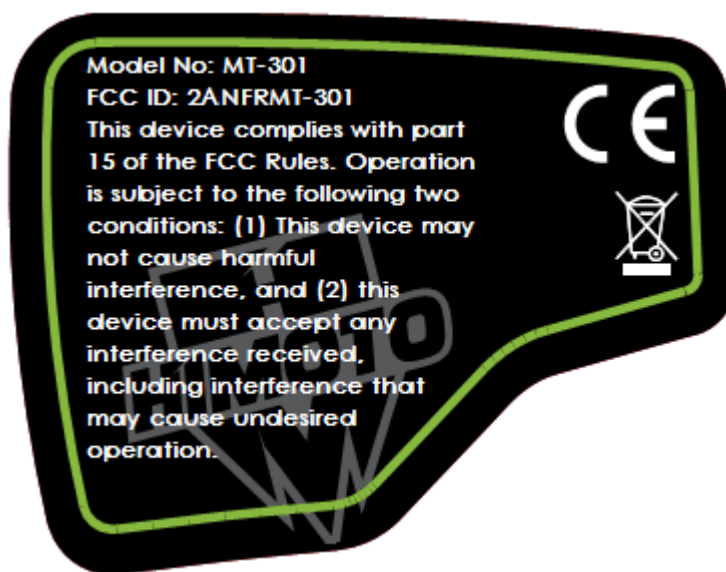 Model No: MT-301
FCC ID: 2ANFRMT-301
This device complies with part
15 of the FCC Rules. Operation
is subject to the following two
conditions: (1) This device may
not cause harmful
interference, and (2) this
device must accept any
interference received,
including interference that
may cause undesired
operation.
CE